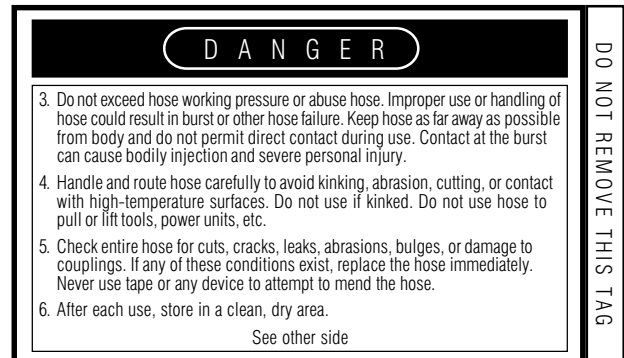 DANGER
3. Do not exceed hose working pressure or abuse hose. Improper use or handling of
hose could result in burst or other hose failure. Keep hose as far away as possible
from body and do not permit direct contact during use. Contact at the burst
can cause bodily injection and severe personal injury.
4. Handle and route hose carefully to avoid kinking, abrasion, cutting, or contact
with high-temperature surfaces. Do not use if kinked. Do not use hose to
pull or lift tools, power units, etc.
5. Check entire hose for cuts, cracks, leaks, abrasions, bulges, or damage to
couplings. If any of these conditions exist, replace the hose immediately.
Never use tape or any device to attempt to mend the hose.
6. After each use, store in a clean, dry area.
See other side
DO NOT REMOVE THIS TAG